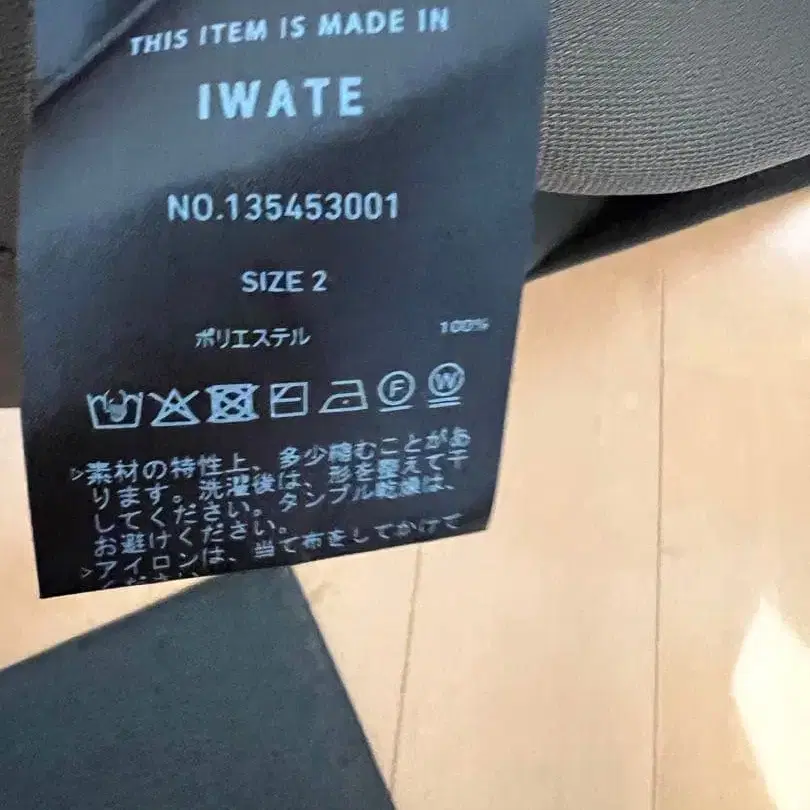 THIS ITEM IS MADE IN
IWATE
NO.135453001
SIZE 2
ポリエステル 100%
F W
▷素材の特性上、多少縮むことがあ
ります。洗濯後は、形を整えて干
してください。タンブル乾燥は、
お避けください。
▷アイロンは、当て布をしてかけて
ください